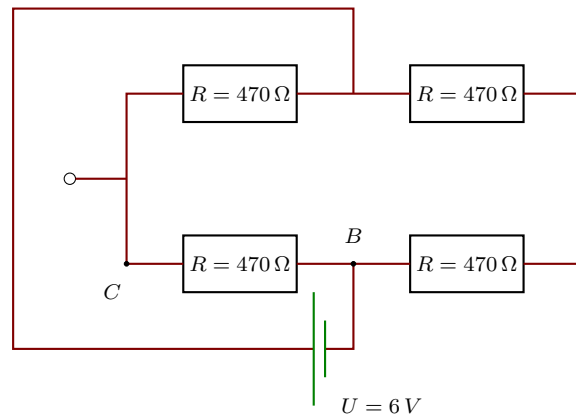 R = 470 Ω R = 470 Ω
B
R = 470 Ω R = 470 Ω
C
U = 6 V